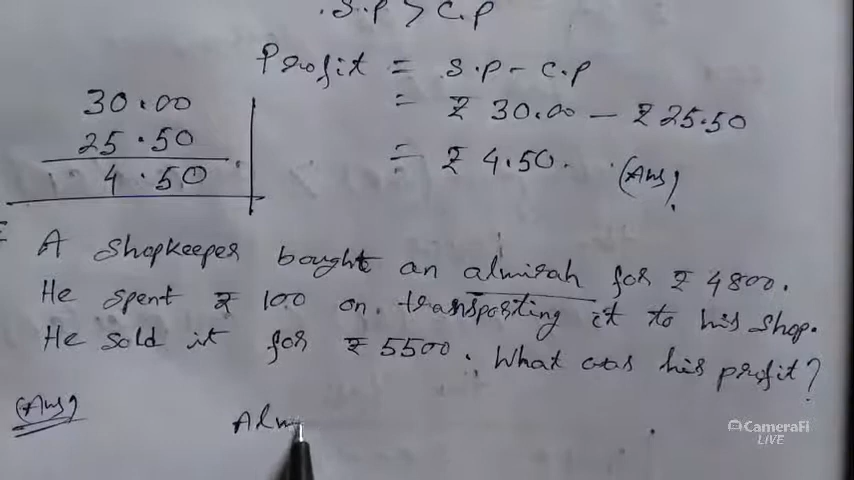 . S.P > C.P
Profit = S.P - C.P
= ₹ 30.00 - ₹ 25.50
= ₹ 4.50. (Ans)
30.00
25.50
4.50
A shopkeeper bought an almirah for ₹ 4800.
He spent ₹ 100 on transporting it to his shop.
He sold it for ₹ 5500. What was his profit?
(Ans) Alm
CameraFi
LIVE